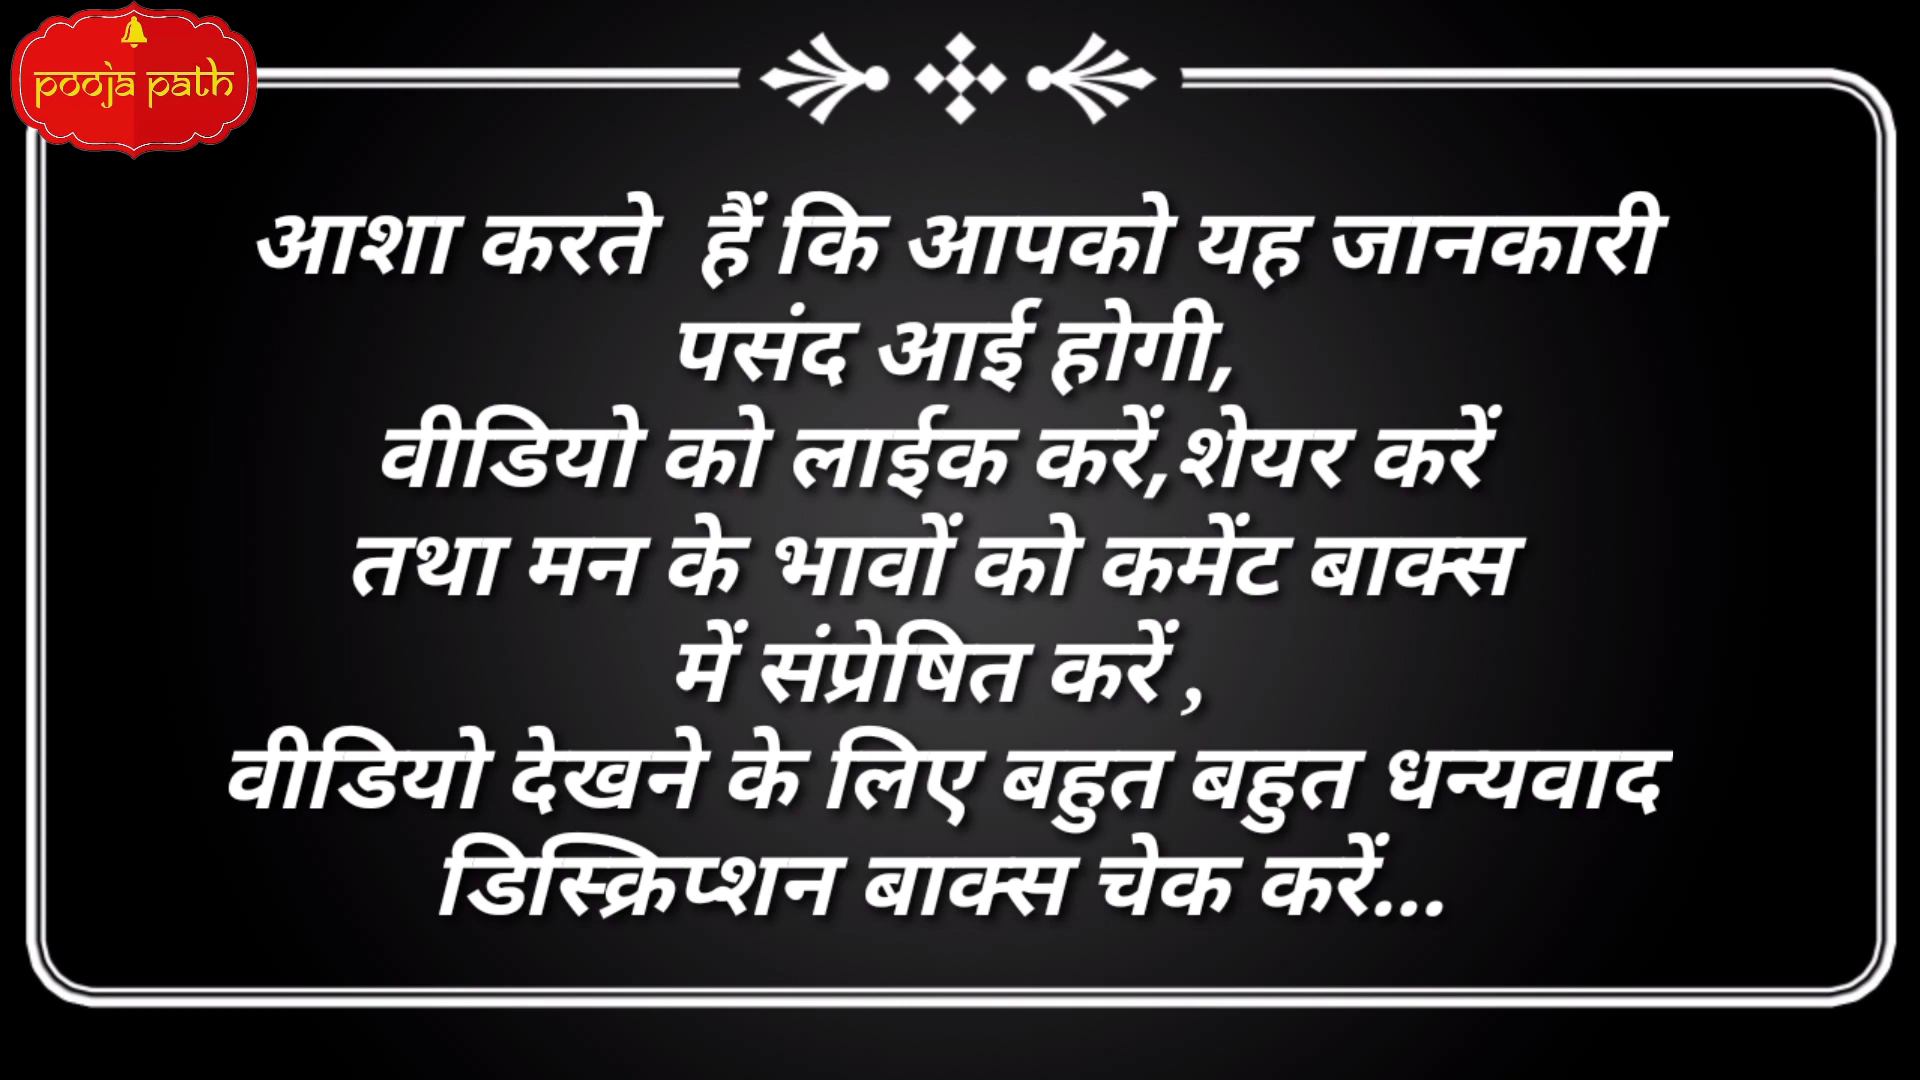 pooja path
आशा करते हैं कि आपको यह जानकारी
पसंद आई होगी,
वीडियो को लाईक करें,शेयर करें
तथा मन के भावों को कमेंट बाक्स
में संप्रेषित करें ,
वीडियो देखने के लिए बहुत बहुत धन्यवाद
डिस्क्रिप्शन बाक्स चेक करें...